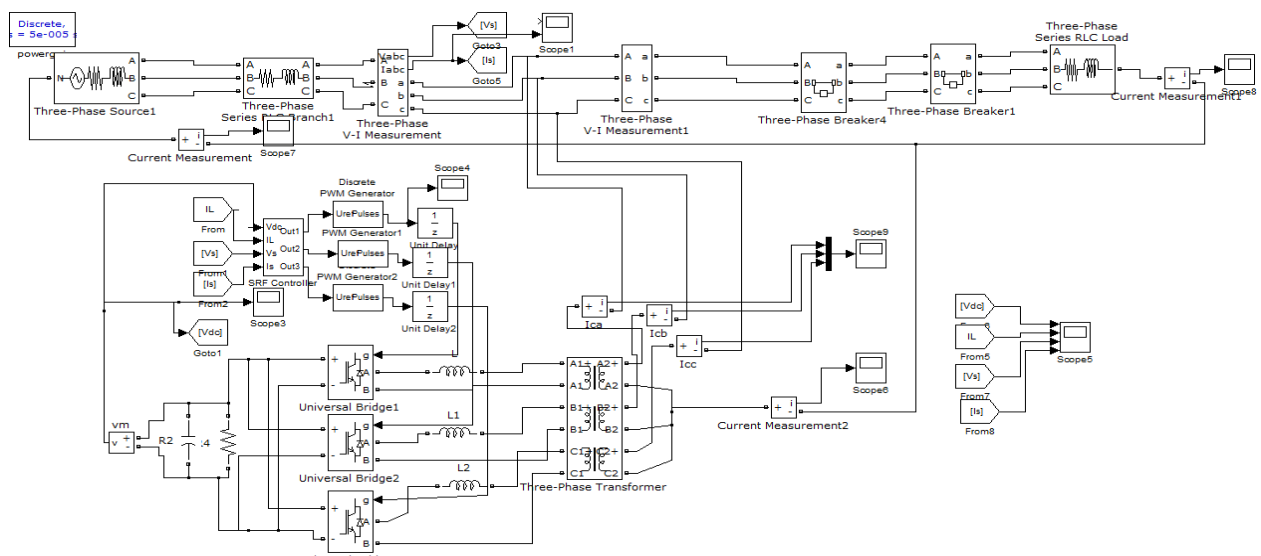 Discrete,
s = 5e-005 s
powergui
N
A
B
C
Three-Phase Source1
A
B
C
Three-Phase
Series RLC Branch1
A
B
C
Vabc
Iabc
a
b
c
Three-Phase
V-I Measurement
[Vs]
Goto3
[Is]
Goto5
Scope1
A
B
C
a
b
c
Three-Phase
V-I Measurement1
A
B
C
a
b
c
Three-Phase Breaker4
A
B
C
a
b
c
Three-Phase Breaker1
Three-Phase
Series RLC Load
A
B
C
+
i
-
Current Measurement1
Scope8
+
i
-
Current Measurement
Scope7
Scope4
Discrete
PWM Generator
Uref
Pulses
1
z
Unit Delay
IL
From
[Vs]
From1
[Is]
From2
Vdc
IL
Vs
Is
Out1
Out2
Out3
SRF Controller
PWM Generator1
Uref
Pulses
1
z
Unit Delay1
PWM Generator2
Uref
Pulses
1
z
Unit Delay2
Scope3
[Vdc]
Goto1
Scope9
+
i
-
Ica
+
i
-
Icb
+
i
-
Icc
[Vdc]
IL
From5
[Vs]
From7
[Is]
From8
Scope5
+
-
g
A
B
Universal Bridge1
L
+
-
g
A
B
Universal Bridge2
L1
+
-
g
A
B
L2
A1+
A2+
A1
A2
B1+
B2+
B1
B2
C1+
C2+
C1
C2
Three-Phase Transformer
Scope6
+
i
-
Current Measurement2
vm
v
+
-
R2